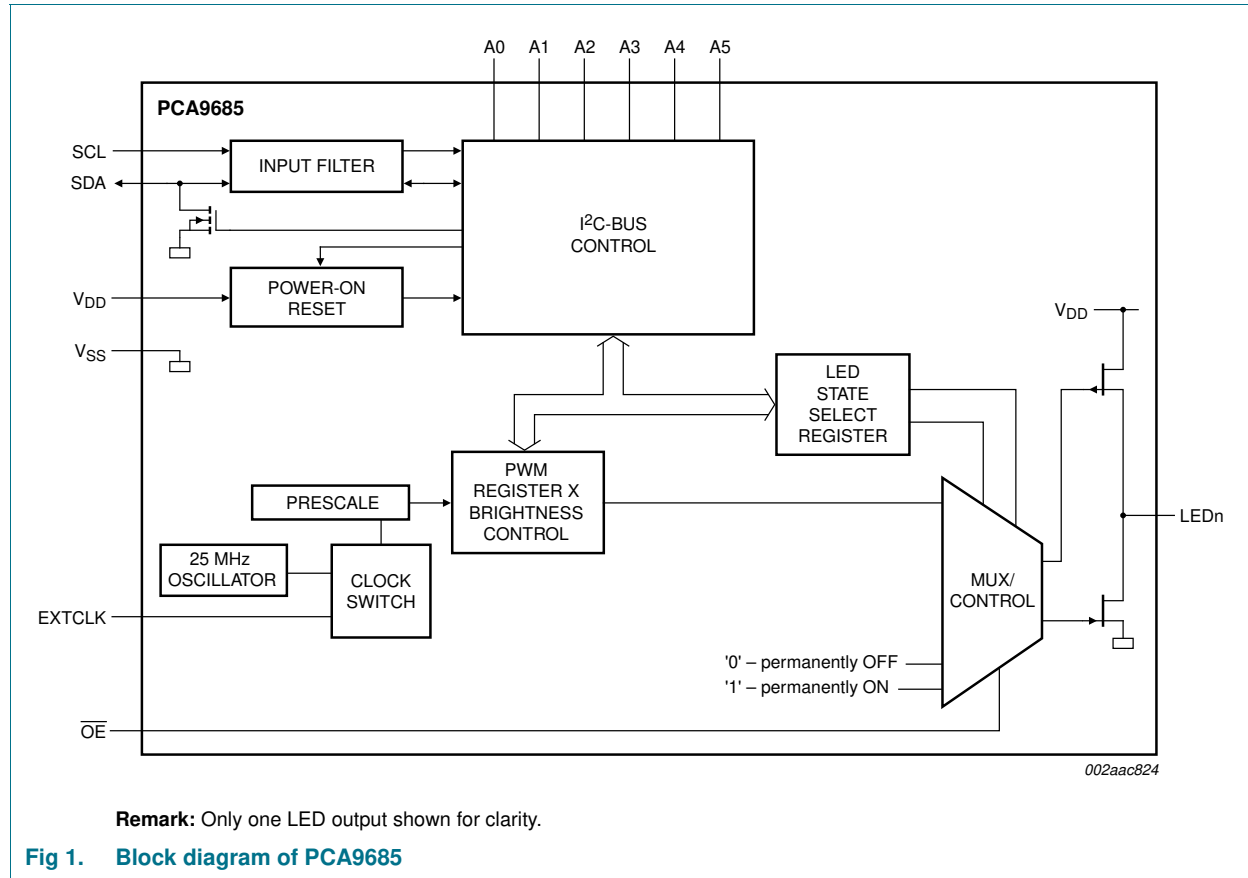 A0 A1 A2 A3 A4 A5
PCA9685
SCL
SDA
INPUT FILTER
I2C-BUS
CONTROL
VDD
POWER-ON
RESET
VSS
VDD
LED
STATE
SELECT
REGISTER
PWM
REGISTER X
BRIGHTNESS
CONTROL
PRESCALE
25 MHz
OSCILLATOR
CLOCK
SWITCH
EXTCLK
MUX/
CONTROL
LEDn
'0' – permanently OFF
'1' – permanently ON
OE
002aac824
Remark: Only one LED output shown for clarity.
Fig 1. Block diagram of PCA9685